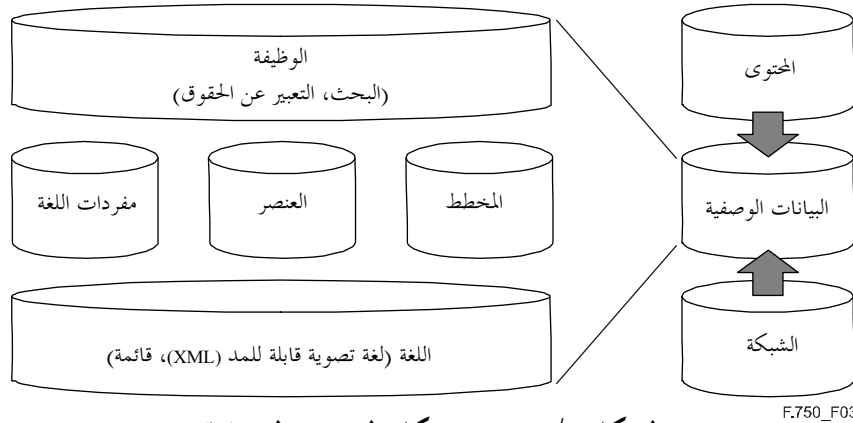 الوظيفة
(البحث، التعبير عن الحقوق)
المحتوى
مفردات اللغة
العنصر
المخطط
البيانات الوصفية
اللغة (لغة تصوية قابلة للمد (XML)، قائمة)
الشبكة
F.750_F03